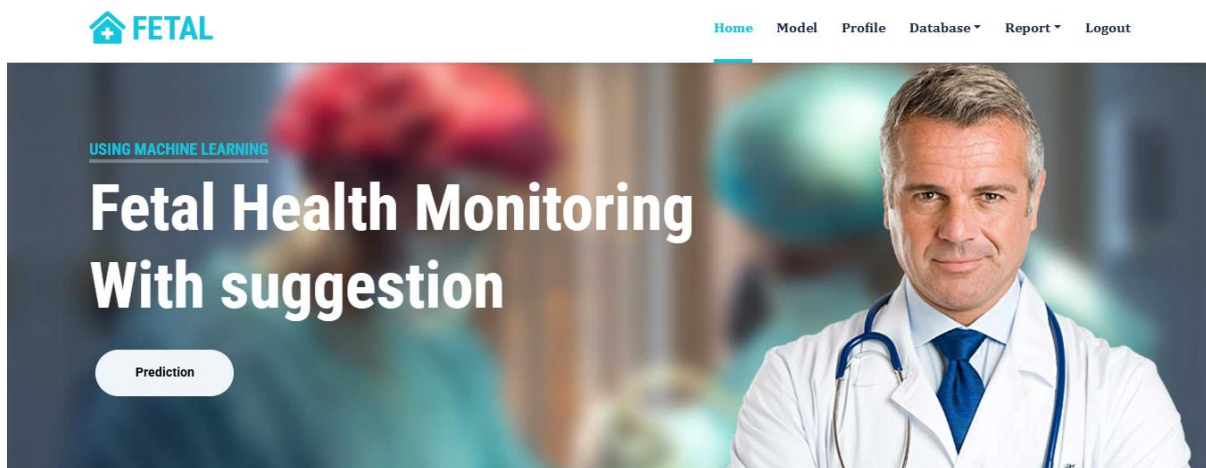 FETAL
Home Model Profile Database Report Logout
USING MACHINE LEARNING
Fetal Health Monitoring
With suggestion
Prediction